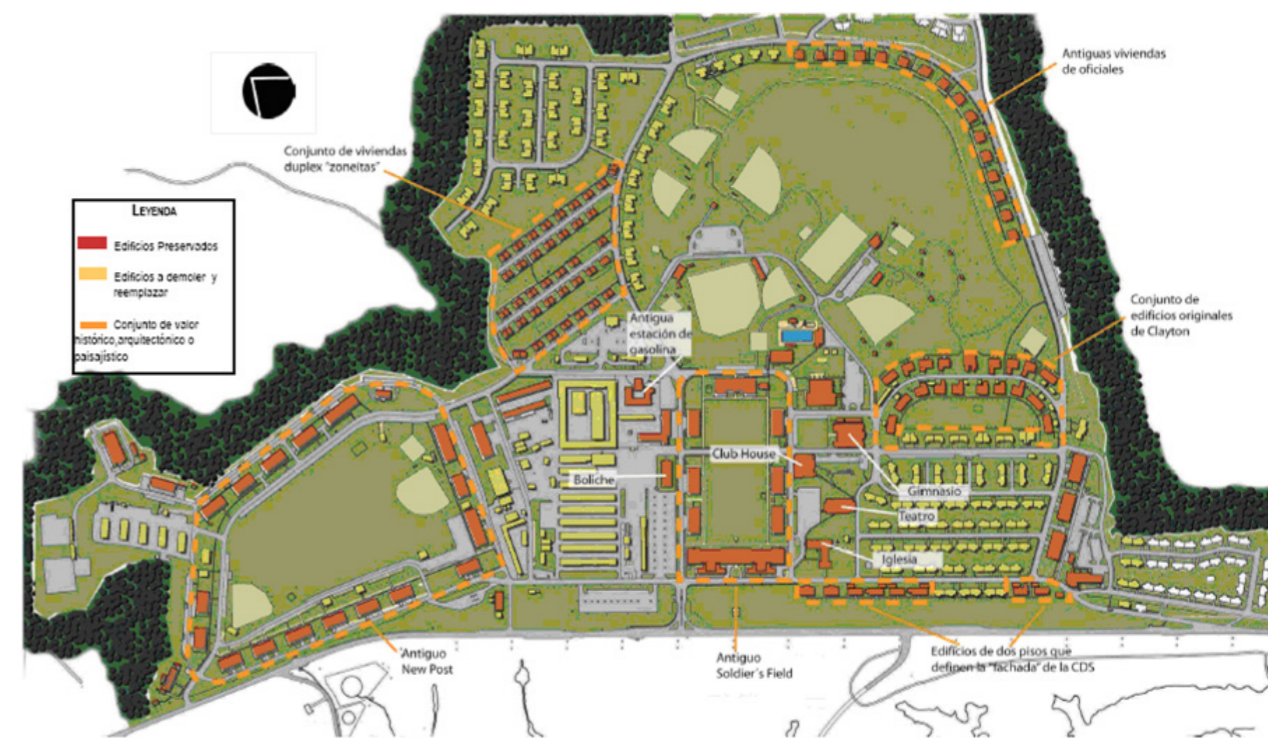 Antiguas viviendas
de oficiales
Conjunto de viviendas
duplex "zoneitas"
LEYENDA
Edificios Preservados
Edificios a demoler y
reemplazar
Conjunto de valor
histórico,arquitectónico o
paisajístico
Conjunto de
edificios originales
de Clayton
Antigua
estación de
gasolina
Club House
Boliche
Gimnasio
Teatro
Iglesia
Antiguo
New Post
Antiguo
Soldier´s Field
Edificios de dos pisos que
definen la "fachada" de la CDS